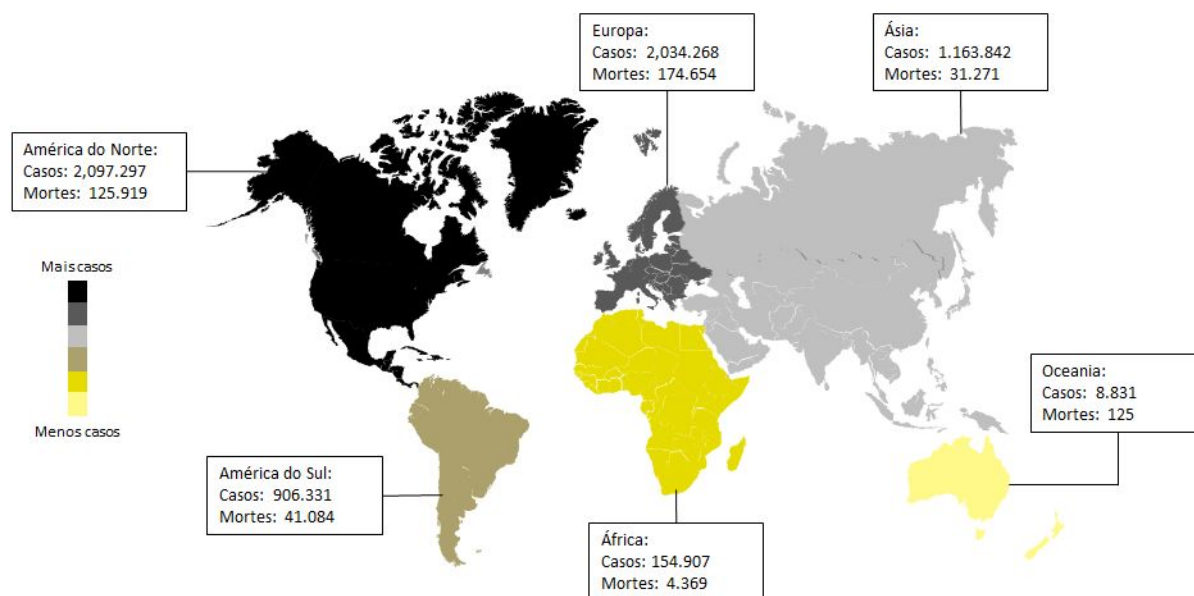 Europa:
Casos: 2,034.268
Mortes: 174.654
Ásia:
Casos: 1.163.842
Mortes: 31.271
América do Norte:
Casos: 2,097.297
Mortes: 125.919
Mais casos
Menos casos
Oceania:
Casos: 8.831
Mortes: 125
América do Sul:
Casos: 906.331
Mortes: 41.084
África:
Casos: 154.907
Mortes: 4.369